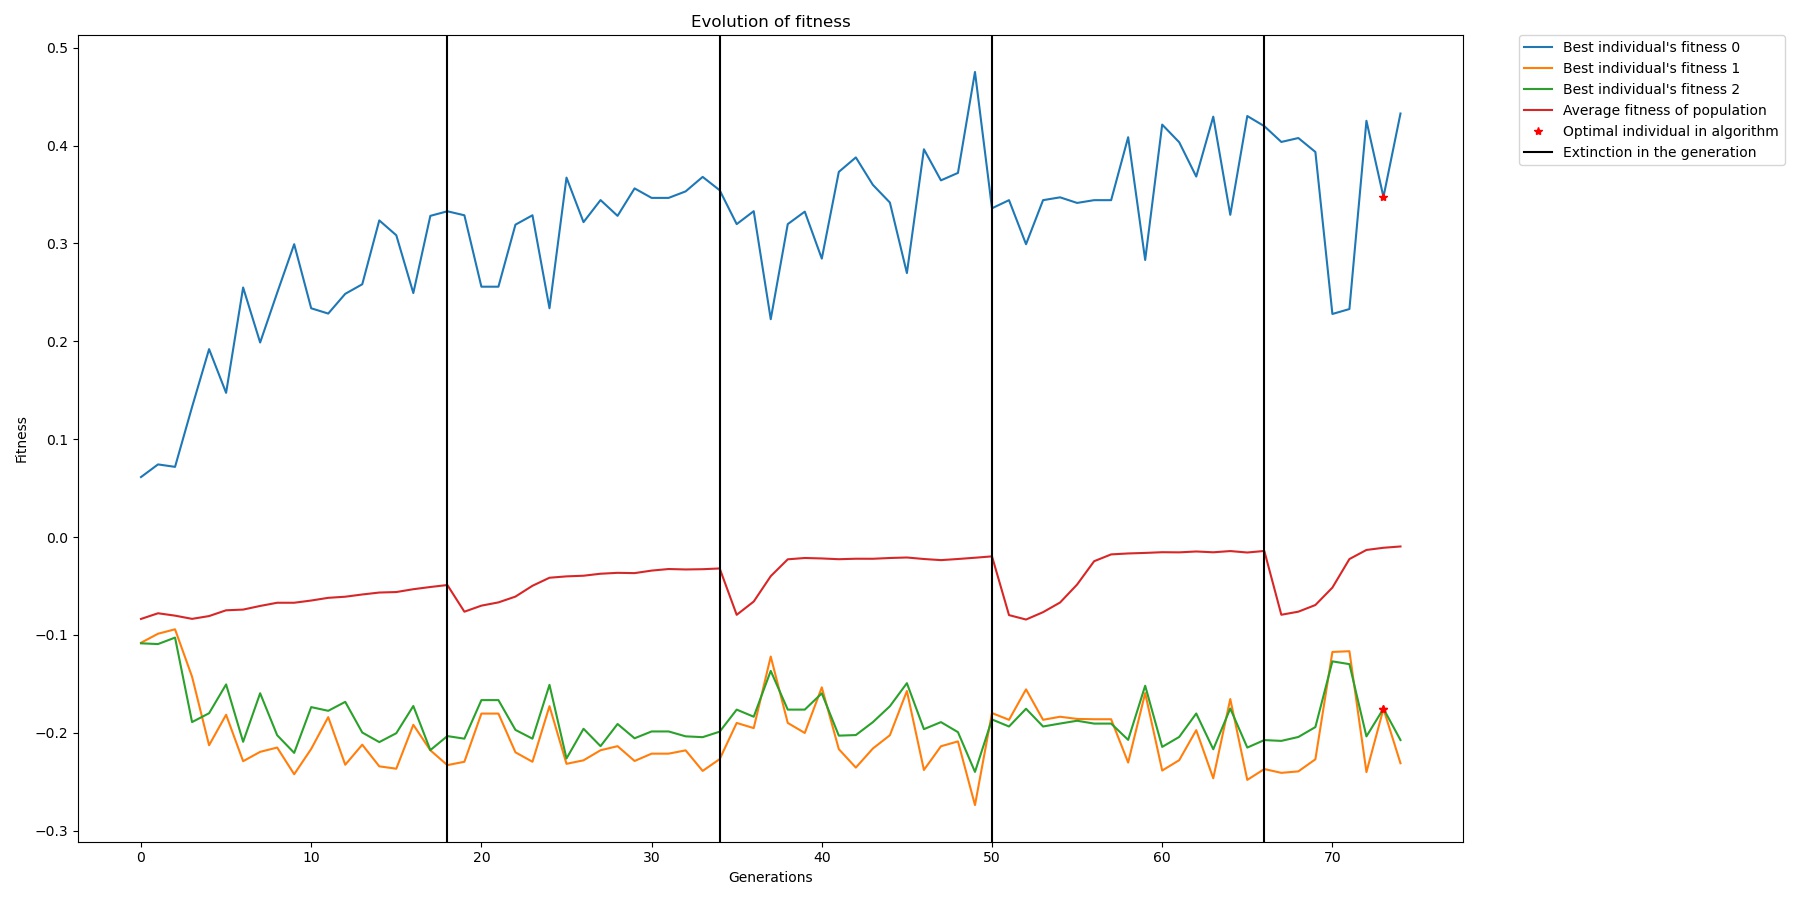 Evolution of fitness
0.5
0.4
0.3
0.2
0.1
0.0
−0.1
−0.2
−0.3
Fitness
0 10 20 30 40 50 60 70
Generations
Best individual's fitness 0
Best individual's fitness 1
Best individual's fitness 2
Average fitness of population
Optimal individual in algorithm
Extinction in the generation